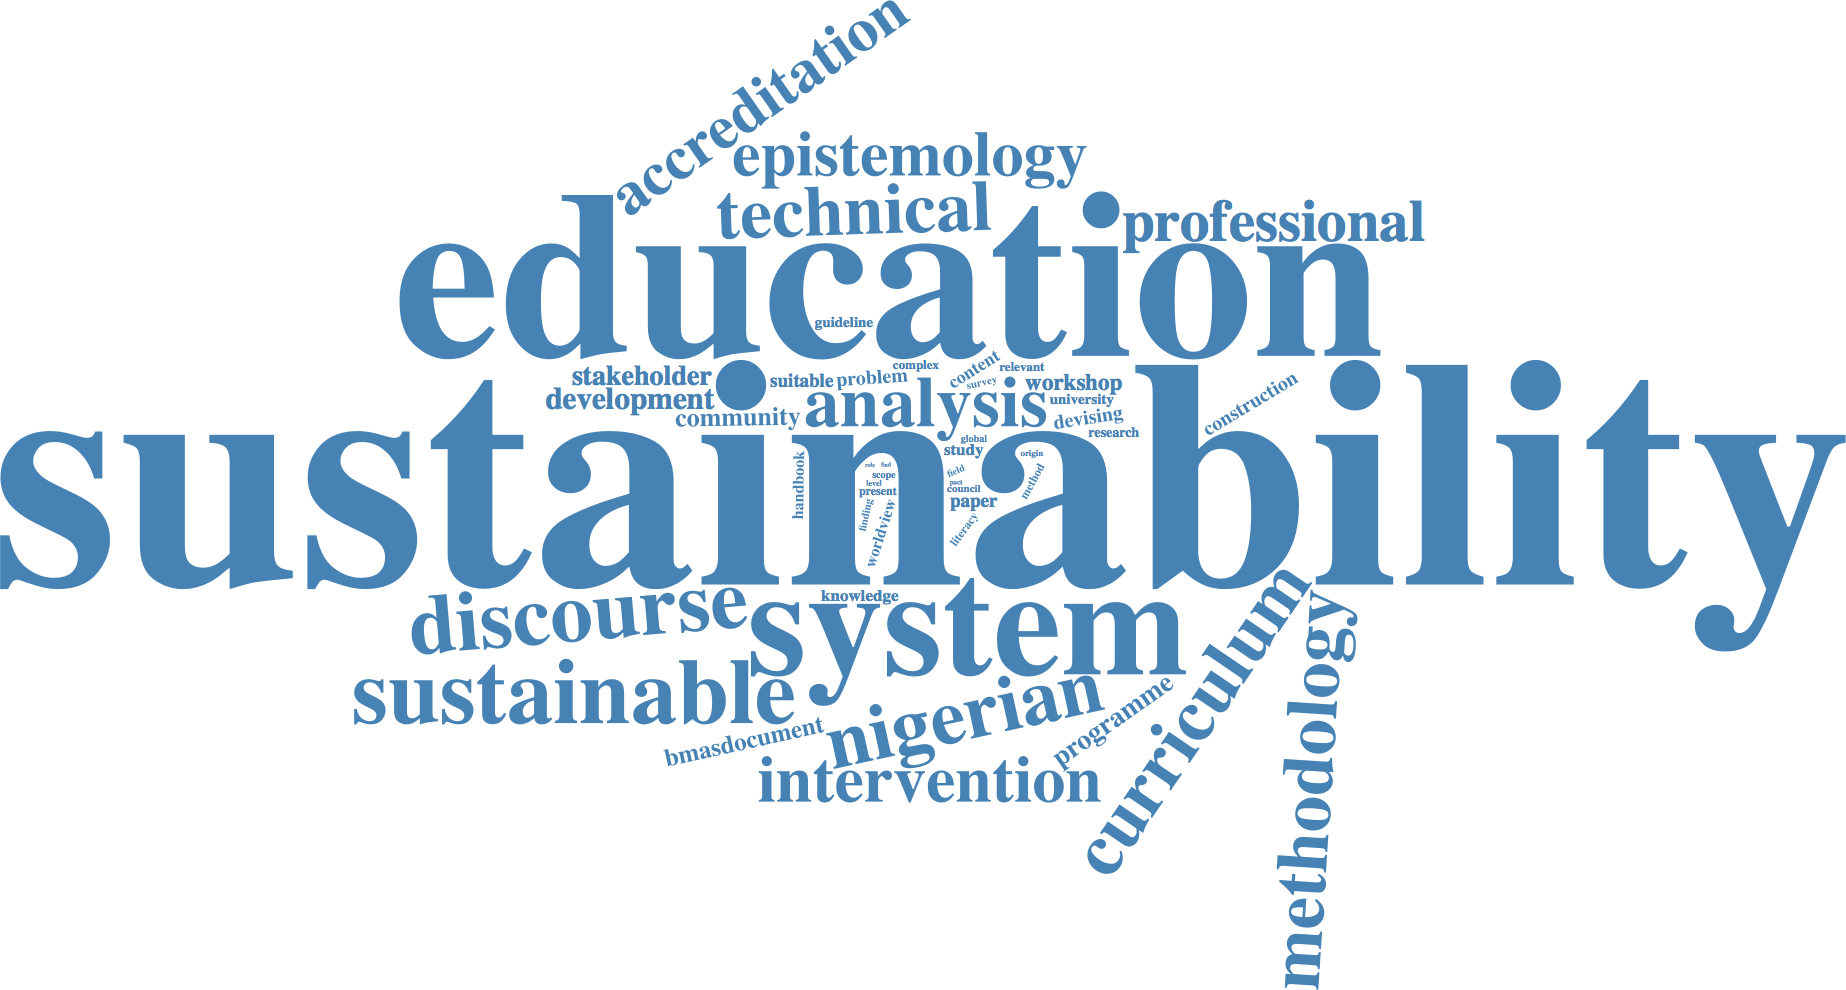 accreditation
epistemology
technical
professional
education
guideline
complex
content
relevant
survey
stakeholder
suitable
problem
workshop
development
analysis
university
community
devising
construction
research
sustainability
global
study
origin
handbook
role
find
scope
field
level
pact
method
present
council
paper
finding
worldview
literacy
knowledge
discourse
system
curriculum
methodology
sustainable
nigerian
programme
bmasdocument
intervention